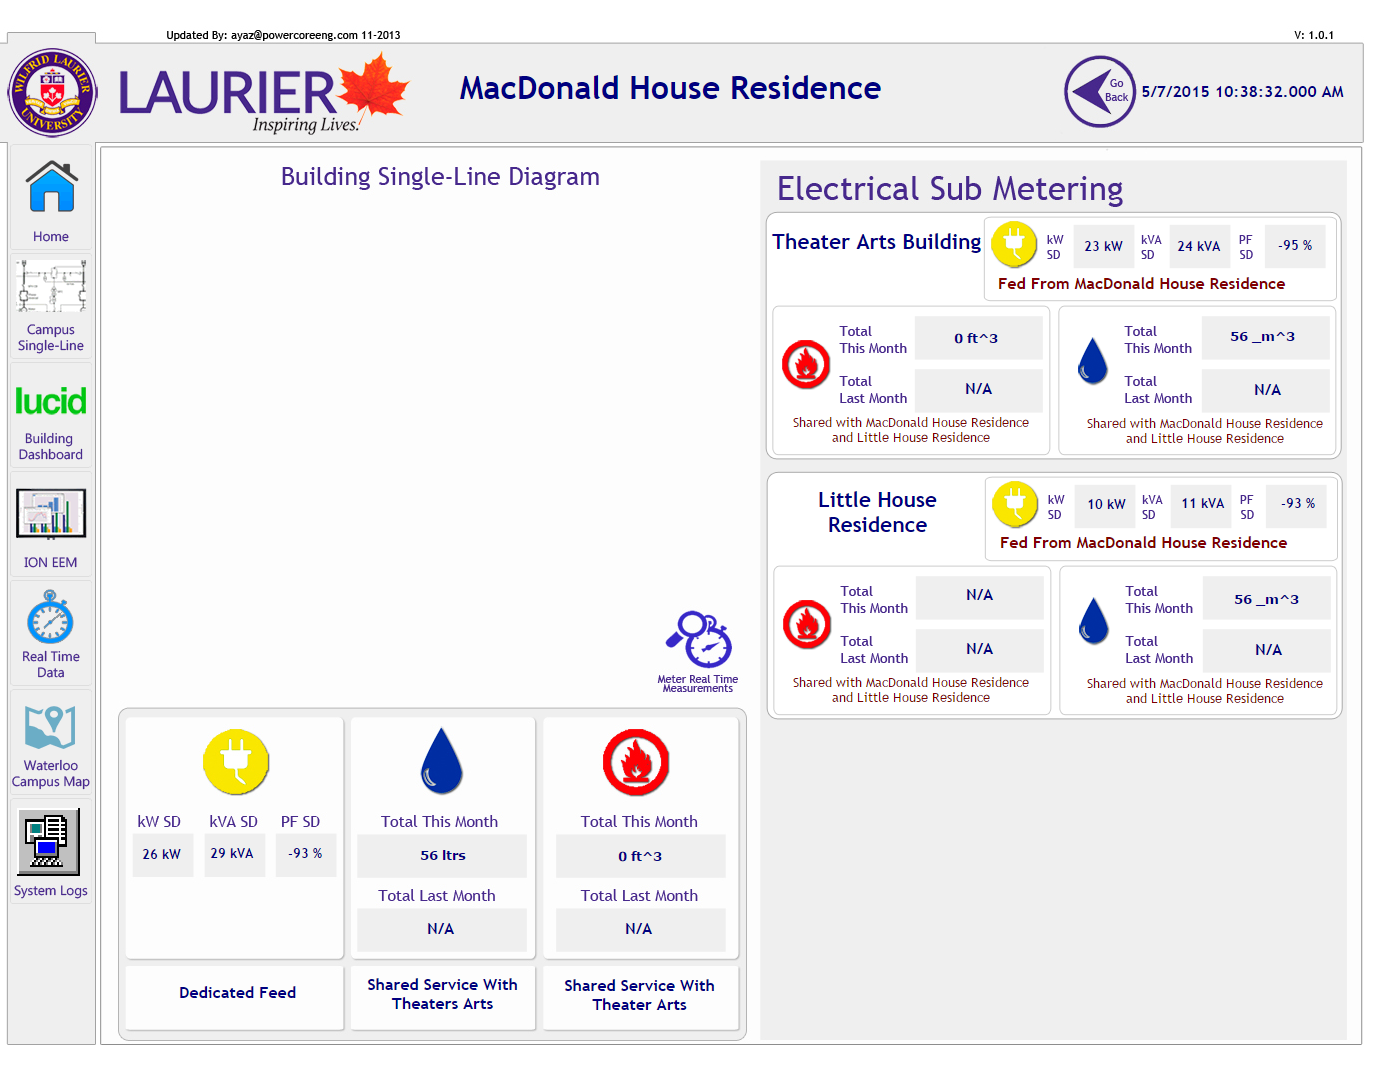 Updated By: ayaz@powercoreeng.com 11-2013
V: 1.0.1
WILFRID LAURIER
UNIVERSITY
LAURIER
Inspiring Lives.
MacDonald House Residence
Go
Back
5/7/2015 10:38:32.000 AM
Home
Campus
Single-Line
lucid
Building
Dashboard
ION EEM
Real Time
Data
Waterloo
Campus Map
System Logs
Building Single-Line Diagram
Meter Real Time
Measurements
kW SD
kVA SD
PF SD
26 kW
29 kVA
-93 %
Dedicated Feed
Total This Month
56 ltrs
Total Last Month
N/A
Shared Service With
Theaters Arts
Total This Month
0 ft^3
Total Last Month
N/A
Shared Service With
Theater Arts
Electrical Sub Metering
Theater Arts Building
kW
SD
23 kW
kVA
SD
24 kVA
PF
SD
-95 %
Fed From MacDonald House Residence
Total
This Month
0 ft^3
Total
Last Month
N/A
Shared with MacDonald House Residence
and Little House Residence
Total
This Month
56 _m^3
Total
Last Month
N/A
Shared with MacDonald House Residence
and Little House Residence
Little House
Residence
kW
SD
10 kW
kVA
SD
11 kVA
PF
SD
-93 %
Fed From MacDonald House Residence
Total
This Month
N/A
Total
Last Month
N/A
Shared with MacDonald House Residence
and Little House Residence
Total
This Month
56 _m^3
Total
Last Month
N/A
Shared with MacDonald House Residence
and Little House Residence